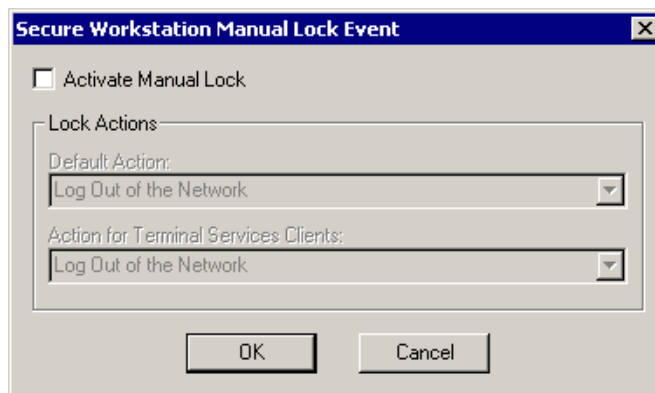 Secure Workstation Manual Lock Event
Activate Manual Lock
Lock Actions
Default Action:
Log Out of the Network
Action for Terminal Services Clients:
Log Out of the Network
OK
Cancel